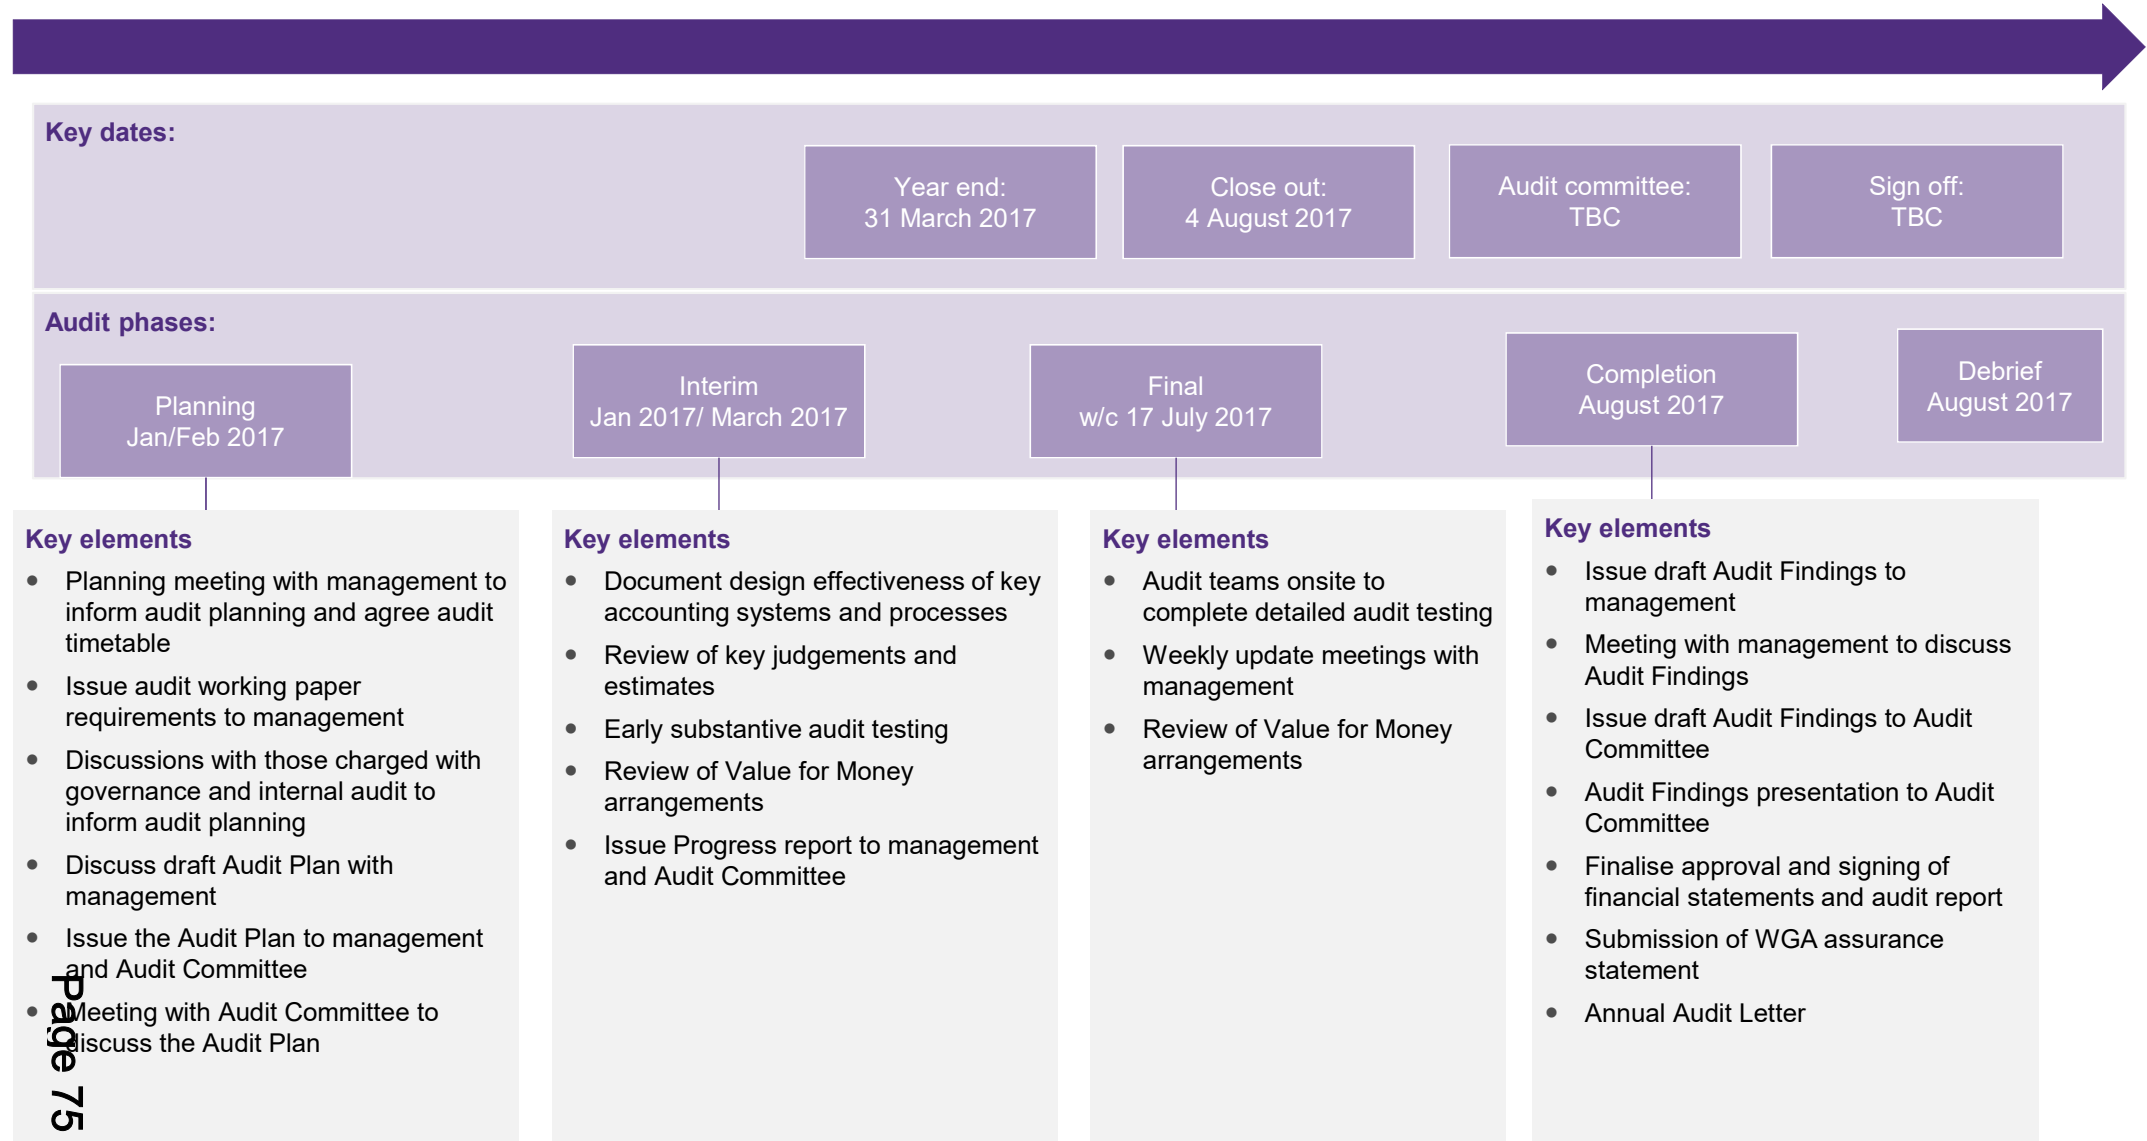 Key dates:
Year end:
31 March 2017
Close out:
4 August 2017
Audit committee:
TBC
Sign off:
TBC
Audit phases:
Planning
Jan/Feb 2017
Interim
Jan 2017/ March 2017
Final
w/c 17 July 2017
Completion
August 2017
Debrief
August 2017
Key elements
• Planning meeting with management to
inform audit planning and agree audit
timetable
• Issue audit working paper
requirements to management
• Discussions with those charged with
governance and internal audit to
inform audit planning
• Discuss draft Audit Plan with
management
• Issue the Audit Plan to management
and Audit Committee
• Meeting with Audit Committee to
discuss the Audit Plan
Key elements
• Document design effectiveness of key
accounting systems and processes
• Review of key judgements and
estimates
• Early substantive audit testing
• Review of Value for Money
arrangements
• Issue Progress report to management
and Audit Committee
Key elements
• Audit teams onsite to
complete detailed audit testing
• Weekly update meetings with
management
• Review of Value for Money
arrangements
Key elements
• Issue draft Audit Findings to
management
• Meeting with management to discuss
Audit Findings
• Issue draft Audit Findings to Audit
Committee
• Audit Findings presentation to Audit
Committee
• Finalise approval and signing of
financial statements and audit report
• Submission of WGA assurance
statement
• Annual Audit Letter
Page 75